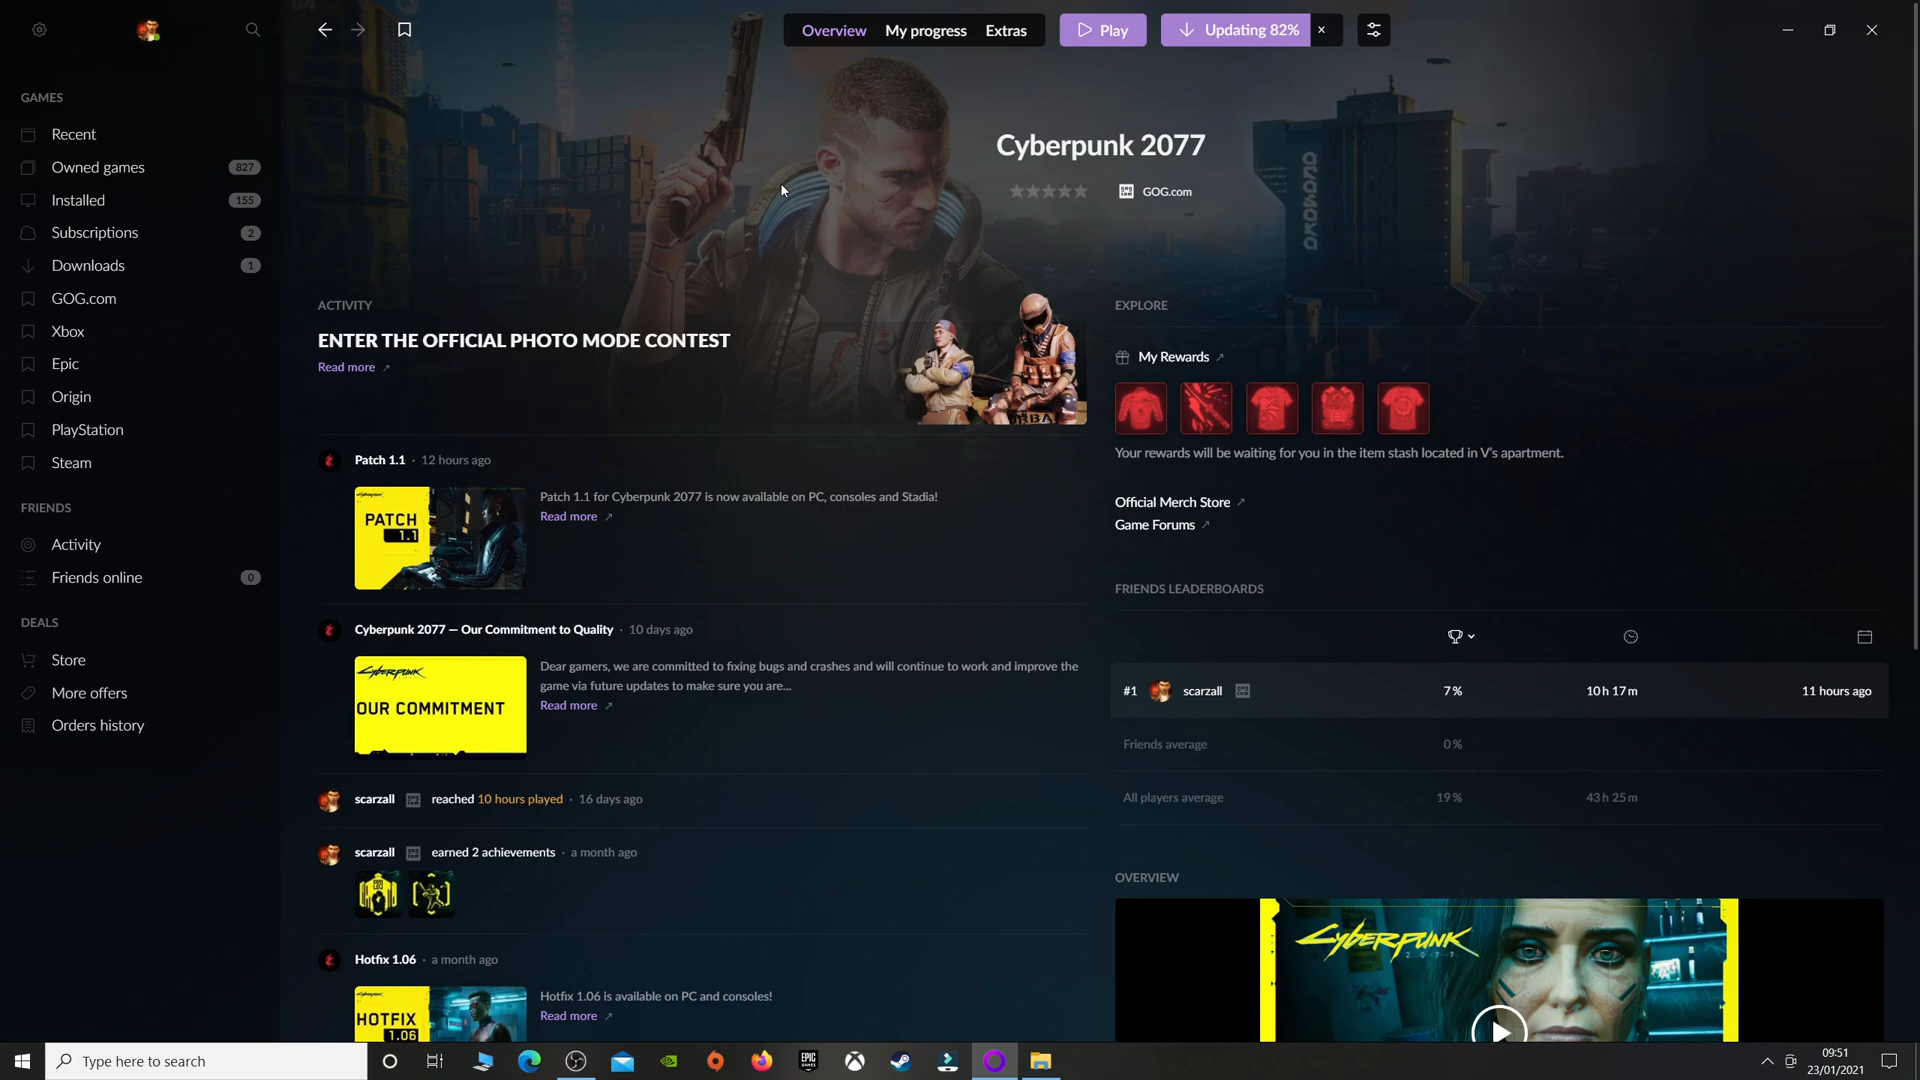 Overview
My progress
Extras
Play
Updating 82%
GAMES
Recent
Owned games 827
Installed 155
Subscriptions 2
Downloads 1
GOG.com
Xbox
Epic
Origin
PlayStation
Steam
FRIENDS
Activity
Friends online 0
DEALS
Store
More offers
Orders history
Cyberpunk 2077
GOG.com
ACTIVITY
ENTER THE OFFICIAL PHOTO MODE CONTEST
Read more
Patch 1.1 · 12 hours ago
PATCH
1.1
Patch 1.1 for Cyberpunk 2077 is now available on PC, consoles and Stadia!
Read more
Cyberpunk 2077 — Our Commitment to Quality · 10 days ago
Cyberpunk
OUR COMMITMENT
Dear gamers, we are committed to fixing bugs and crashes and will continue to work and improve the
game via future updates to make sure you are...
Read more
scarzall reached 10 hours played · 16 days ago
scarzall earned 2 achievements · a month ago
Hotfix 1.06 · a month ago
HOTFIX
1.06
Hotfix 1.06 is available on PC and consoles!
Read more
EXPLORE
My Rewards
Your rewards will be waiting for you in the item stash located in V's apartment.
Official Merch Store
Game Forums
FRIENDS LEADERBOARDS
#1 scarzall 7% 10 h 17 m 11 hours ago
Friends average 0%
All players average 19% 43 h 25 m
OVERVIEW
Cyberpunk
2077
Type here to search
EPIC
GAMES
09:51
23/01/2021